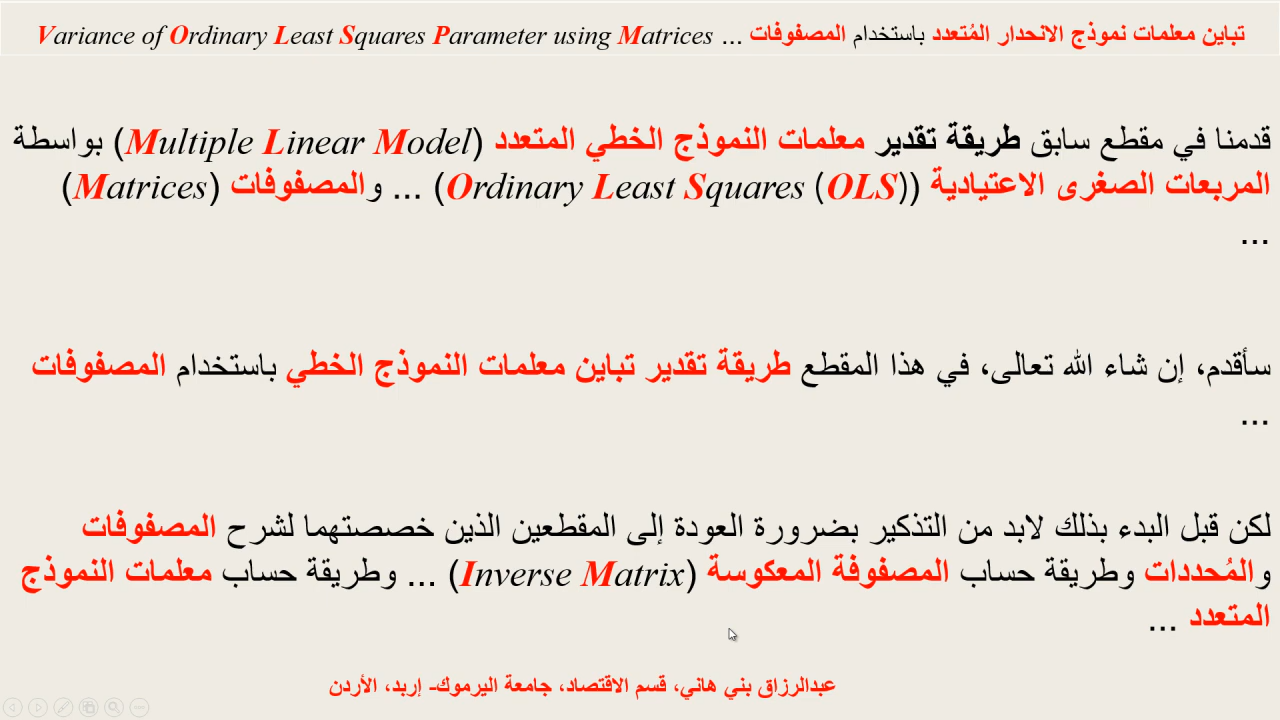 تباين معلمات نموذج الانحدار المُتعدد باستخدام المصفوفات ... Variance of Ordinary Least Squares Parameter using Matrices
قدمنا في مقطع سابق طريقة تقدير معلمات النموذج الخطي المتعدد (Multiple Linear Model) بواسطة
المربعات الصغرى الاعتيادية (Ordinary Least Squares (OLS)) ... والمصفوفات (Matrices)
...
سأقدم، إن شاء الله تعالى، في هذا المقطع طريقة تقدير تباين معلمات النموذج الخطي باستخدام المصفوفات
...
لكن قبل البدء بذلك لابد من التذكير بضرورة العودة إلى المقطعين الذين خصصتهما لشرح المصفوفات
والمُحددات وطريقة حساب المصفوفة المعكوسة (Inverse Matrix) ... وطريقة حساب معلمات النموذج
المتعدد ...
عبدالرزاق بني هاني، قسم الاقتصاد، جامعة اليرموك- إربد، الأردن